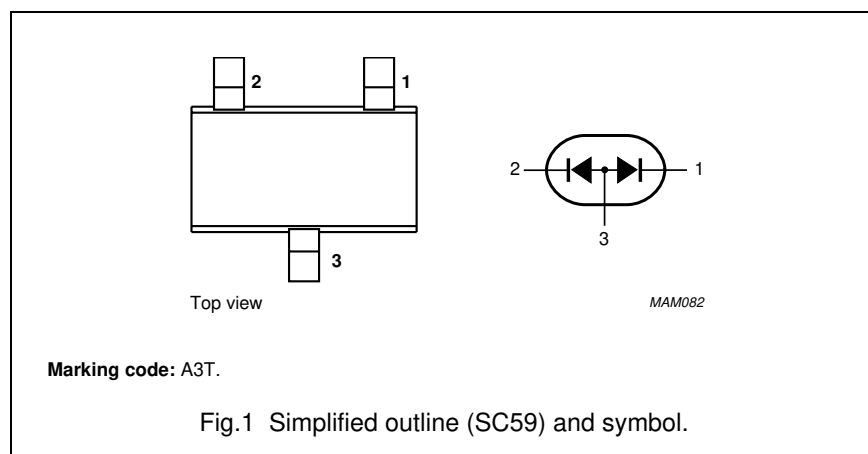 2
1
3
Top view
2
1
3
MAM082
Marking code: A3T.
Fig.1 Simplified outline (SC59) and symbol.